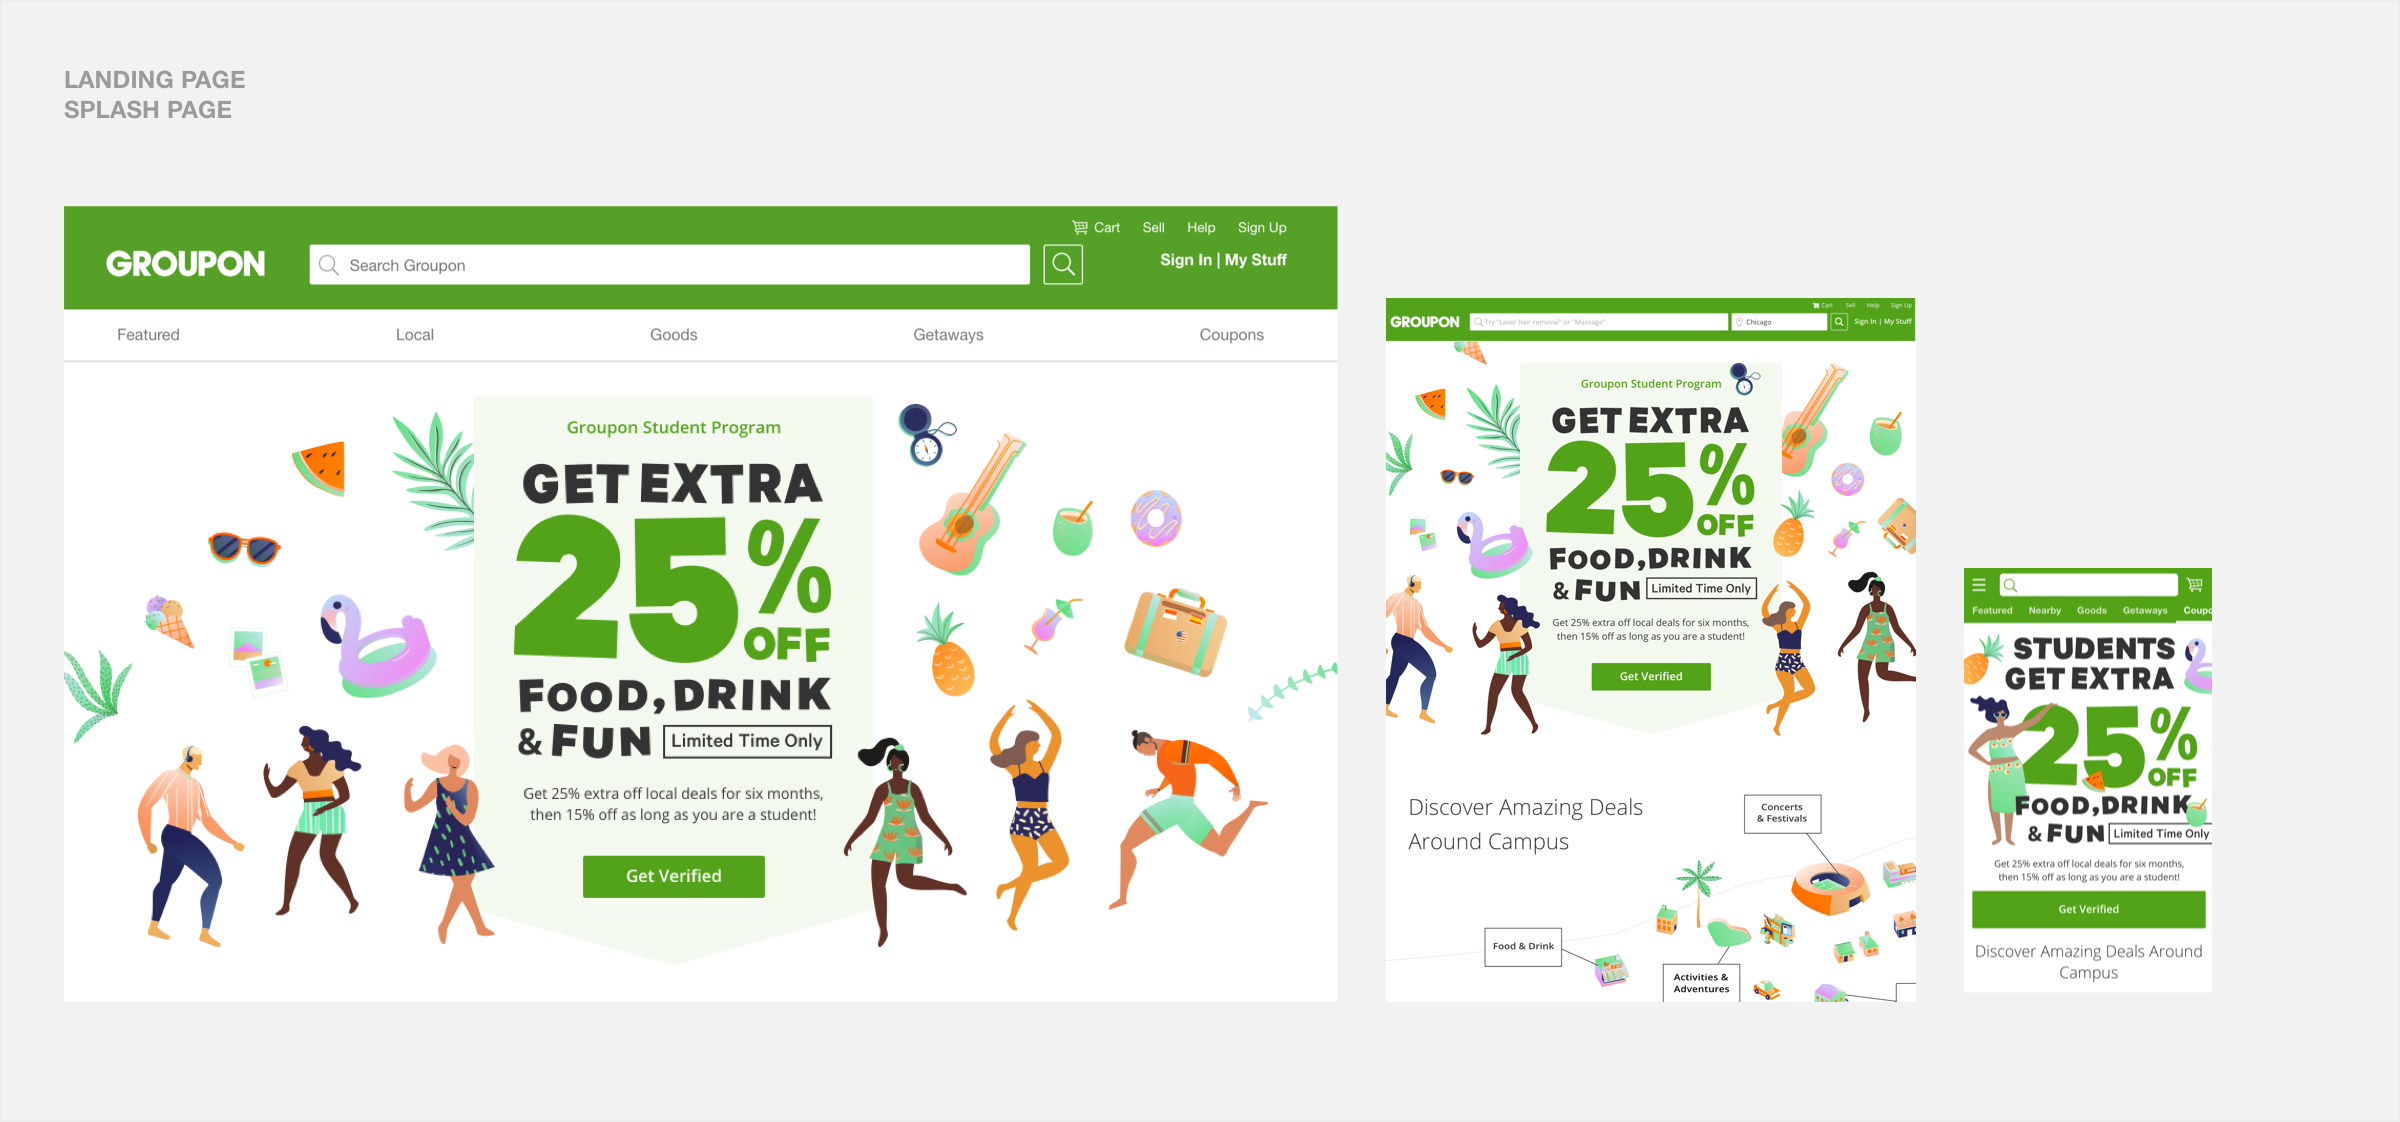 LANDING PAGE
SPLASH PAGE
Cart Sell Help Sign Up
GROUPON
Search Groupon
Sign In | My Stuff
Featured Local Goods Getaways Coupons
Groupon Student Program
GET EXTRA
25%
OFF
FOOD, DRINK
& FUN Limited Time Only
Get 25% extra off local deals for six months,
then 15% off as long as you are a student!
Get Verified
Cart Sell Help Sign Up
GROUPON
Try "Laser hair removal" or "Massage"
Chicago
Sign In | My Stuff
Groupon Student Program
GET EXTRA
25%
OFF
FOOD, DRINK
& FUN Limited Time Only
Get 25% extra off local deals for six months,
then 15% off as long as you are a student!
Get Verified
Discover Amazing Deals
Around Campus
Concerts
& Festivals
Food & Drink
Activities &
Adventures
Featured Nearby Goods Getaways Coupo
STUDENTS
GET EXTRA
25%
OFF
FOOD, DRINK
& FUN Limited Time Only
Get 25% extra off local deals for six months,
then 15% off as long as you are a student!
Get Verified
Discover Amazing Deals Around
Campus